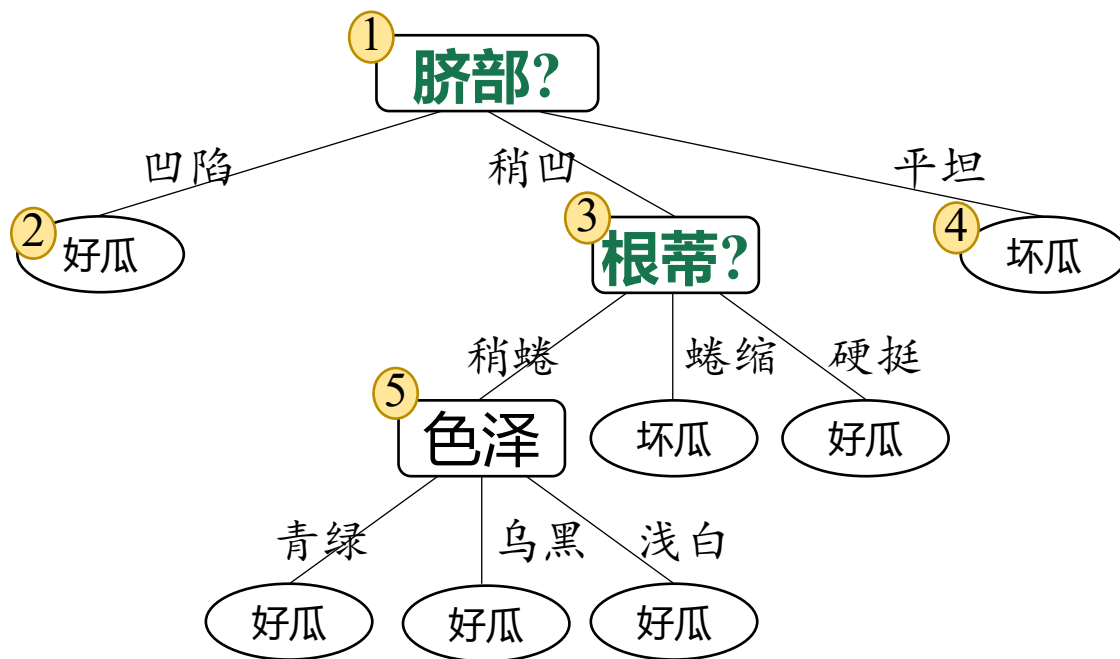 1
脐部?
凹陷
稍凹
平坦
2
好瓜
3
根蒂?
4
坏瓜
稍蜷
蜷缩
硬挺
5
色泽
坏瓜
好瓜
青绿
乌黑
浅白
好瓜
好瓜
好瓜